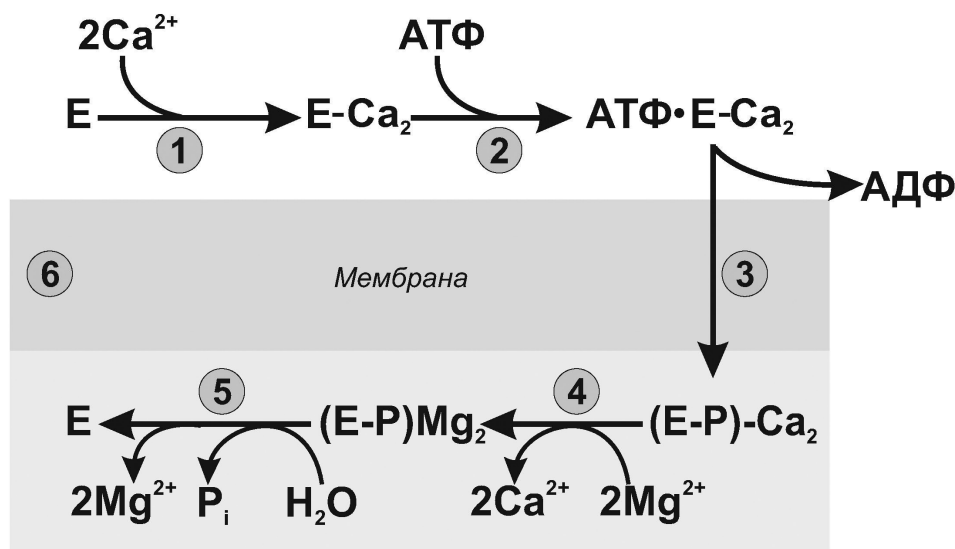 2Ca²⁺ АТФ
E E-Ca₂ АТФ•E-Ca₂
1 2
АДФ
6 Мембрана 3
5 4
E (E-P)Mg₂ (E-P)-Ca₂
2Mg²⁺ Pᵢ H₂O 2Ca²⁺ 2Mg²⁺